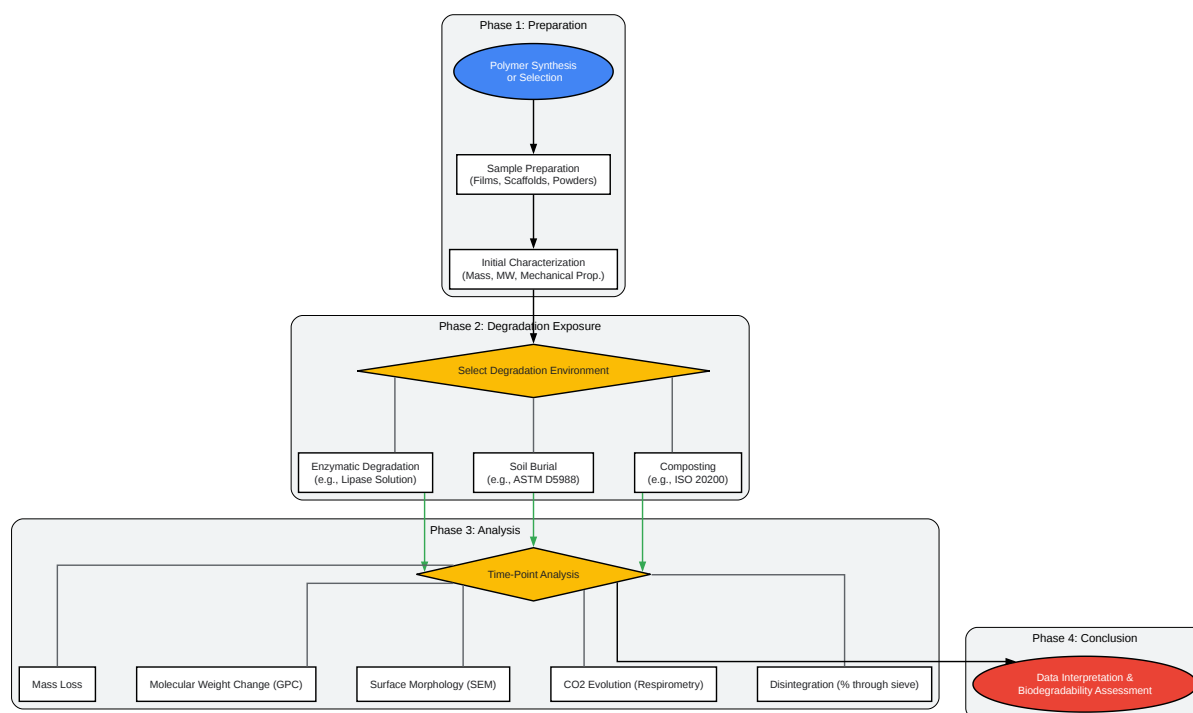 Phase 1: Preparation
Polymer Synthesis
or Selection
Sample Preparation
(Films, Scaffolds, Powders)
Initial Characterization
(Mass, MW, Mechanical Prop.)
Phase 2: Degradation Exposure
Select Degradation Environment
Enzymatic Degradation
(e.g., Lipase Solution)
Soil Burial
(e.g., ASTM D5988)
Composting
(e.g., ISO 20200)
Phase 3: Analysis
Time-Point Analysis
Mass Loss
Molecular Weight Change (GPC)
Surface Morphology (SEM)
CO2 Evolution (Respirometry)
Disintegration (% through sieve)
Phase 4: Conclusion
Data Interpretation &
Biodegradability Assessment